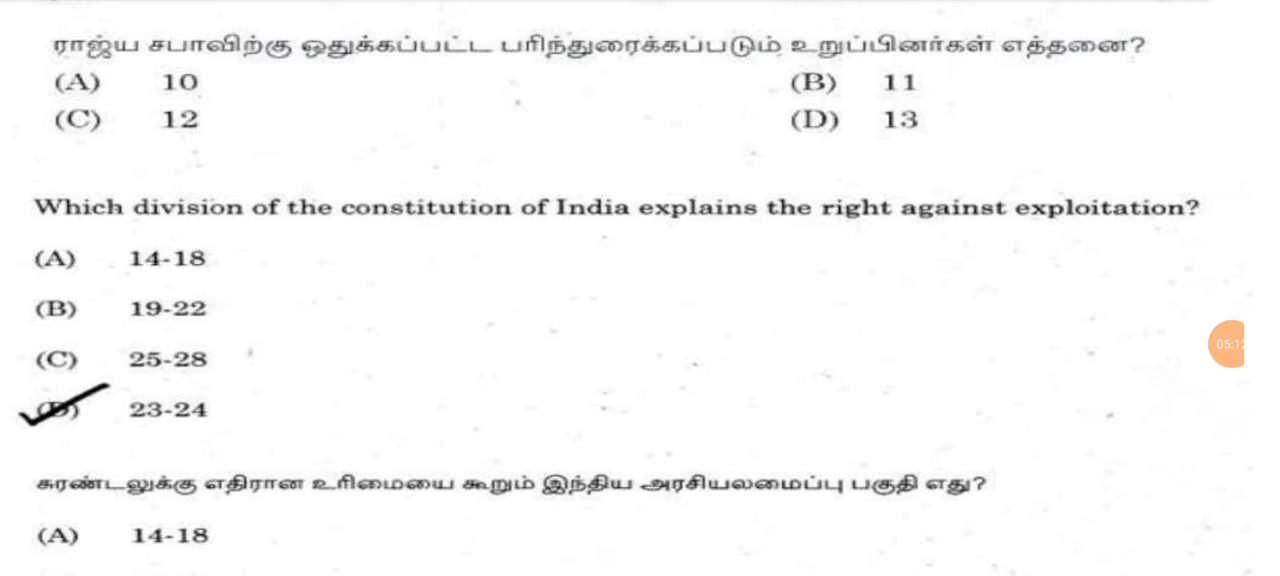 ராஜ்ய சபாவிற்கு ஒதுக்கப்பட்ட பரிந்துரைக்கப்படும் உறுப்பினர்கள் எத்தனை?
(A) 10 (B) 11
(C) 12 (D) 13
Which division of the constitution of India explains the right against exploitation?
(A) 14-18
(B) 19-22
(C) 25-28
(D) 23-24
சுரண்டலுக்கு எதிரான உரிமையை கூறும் இந்திய அரசியலமைப்பு பகுதி எது?
(A) 14-18